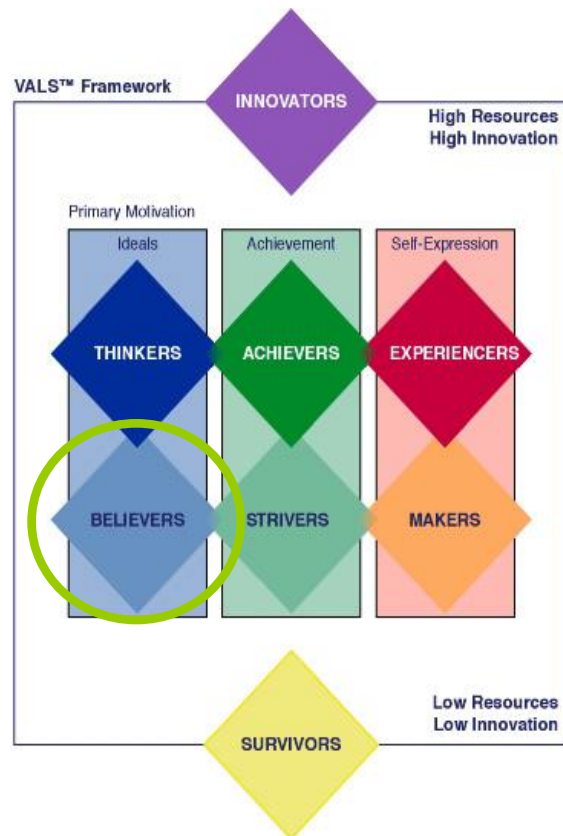 VALS™ Framework
INNOVATORS
High Resources
High Innovation
Primary Motivation
Ideals
Achievement
Self-Expression
THINKERS
ACHIEVERS
EXPERIENCERS
BELIEVERS
STRIVERS
MAKERS
Low Resources
Low Innovation
SURVIVORS